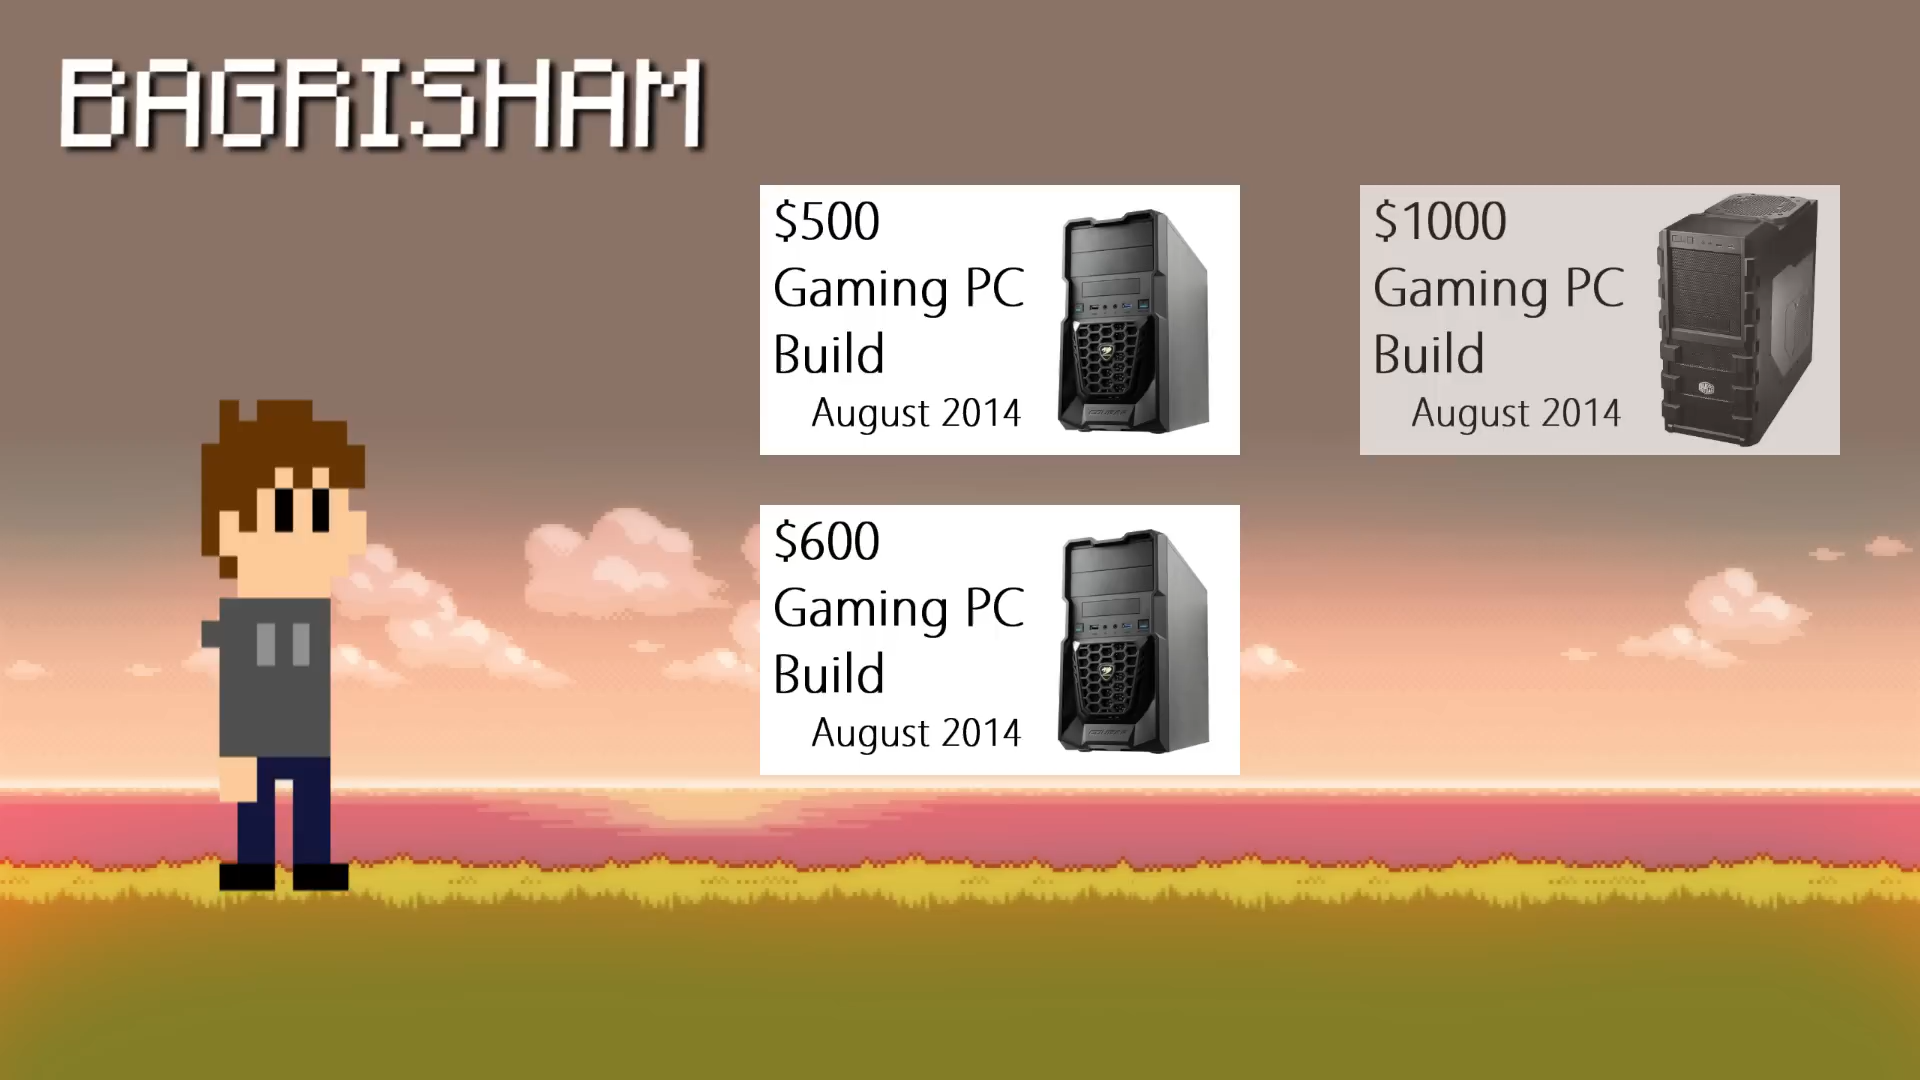 BAGRISHAM
$500
Gaming PC
Build
August 2014
$1000
Gaming PC
Build
August 2014
$600
Gaming PC
Build
August 2014